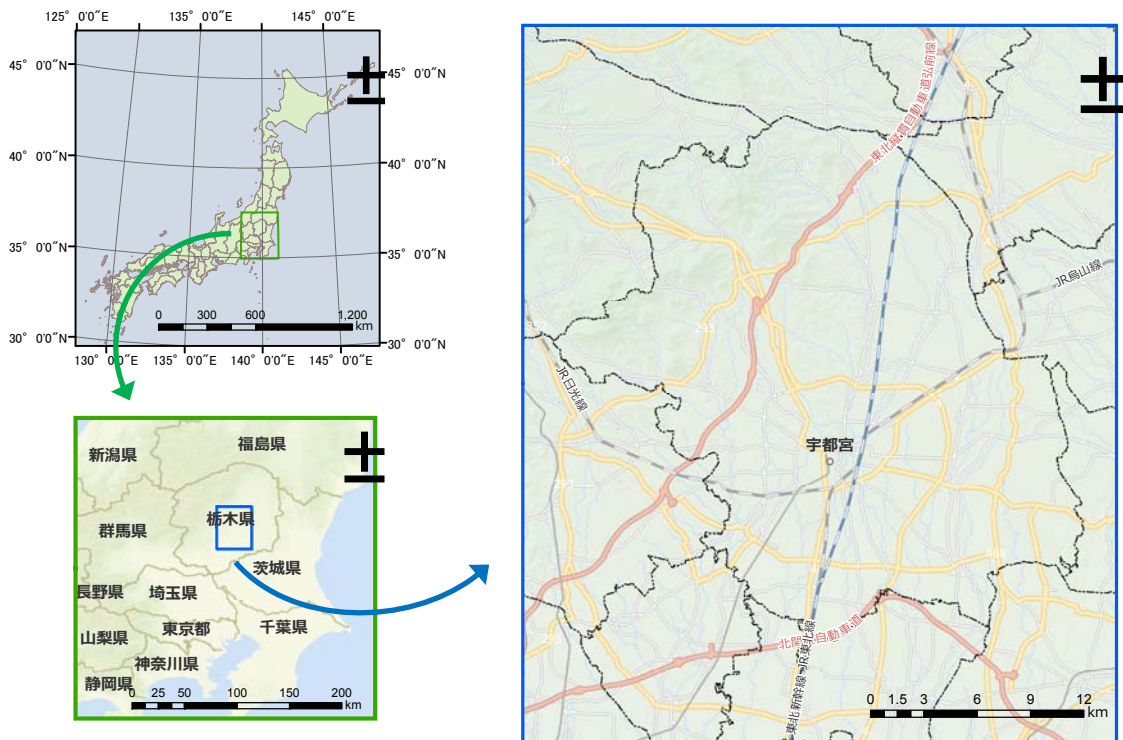 125° 0'0"E
135° 0'0"E
145° 0'0"E
45° 0'0"N
45° 0'0"N
40° 0'0"N
40° 0'0"N
35° 0'0"N
35° 0'0"N
30° 0'0"N
30° 0'0"N
0 300 600 1,200
km
130° 0'0"E
135° 0'0"E
140° 0'0"E
145° 0'0"E
福島県
新潟県
栃木県
群馬県
茨城県
長野県
埼玉県
東京都
千葉県
山梨県
神奈川県
静岡県
0 25 50 100 150 200
km
東北縦貫自動車道弘前線
119
JR烏山線
293
JR日光線
宇都宮
293
408
293
北関 自動車道
東北新幹線 JR東北線
0 1.5 3 6 9 12
km